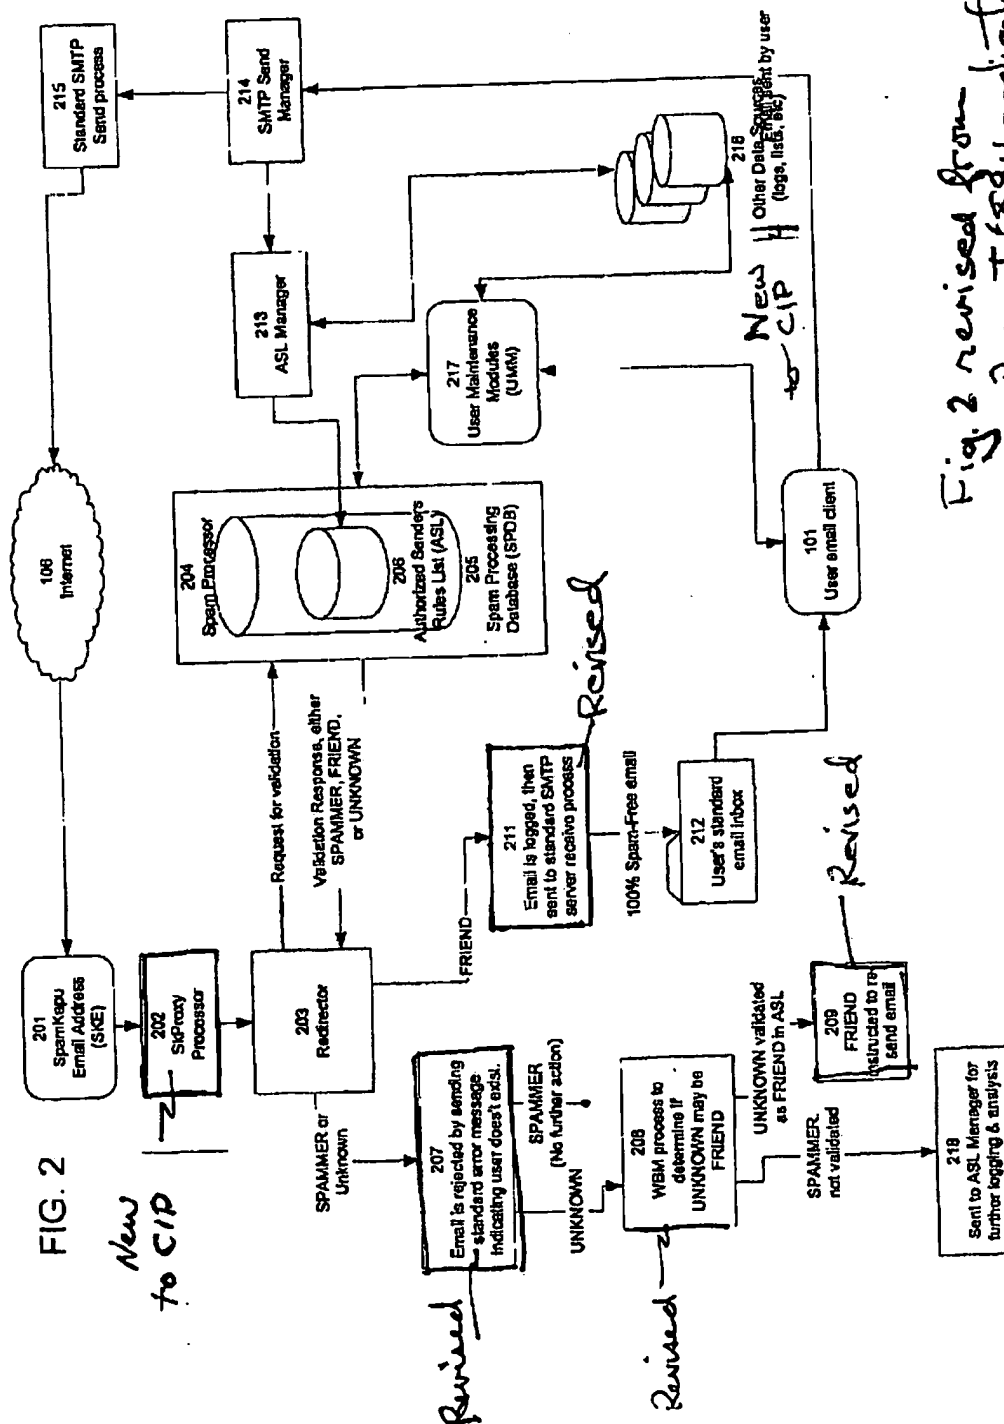 FIG. 2
New
to CIP
201
SpamKapu
Email Address
(SKE)
106
Internet
215
Standard SMTP
Send process
202
SkProxy
Processor
214
SMTP Send
Manager
203
Redirector
Request for validation
Validation Response, either
SPAMMER, FRIEND,
or UNKNOWN
204
Spam Processor
206
Authorized Senders
Rules List (ASL)
205
Spam Processing
Database (SPDB)
213
ASL Manager
217
User Maintenance
Modules
(UMM)
216
Other Data Sources
(logs, lists, etc)
Email sent by user
New
to CIP
SPAMMER or
Unknown
FRIEND
207
Email is rejected by sending
standard error message
indicating user does't exist.
Revised
211
Email is logged, then
sent to standard SMTP
server receive process
Revised
SPAMMER
(No further action)
UNKNOWN
100% Spam-Free email
208
WBM process to
determine if
UNKNOWN may be
FRIEND
Revised
212
User's standard
email inbox
101
User email client
UNKNOWN validated
as FRIEND in ASL
209
FRIEND
instructed to re-
send email
Revised
SPAMMER
not validated
218
Sent to ASL Manager for
further logging & analysis
Fig. 2 revised from